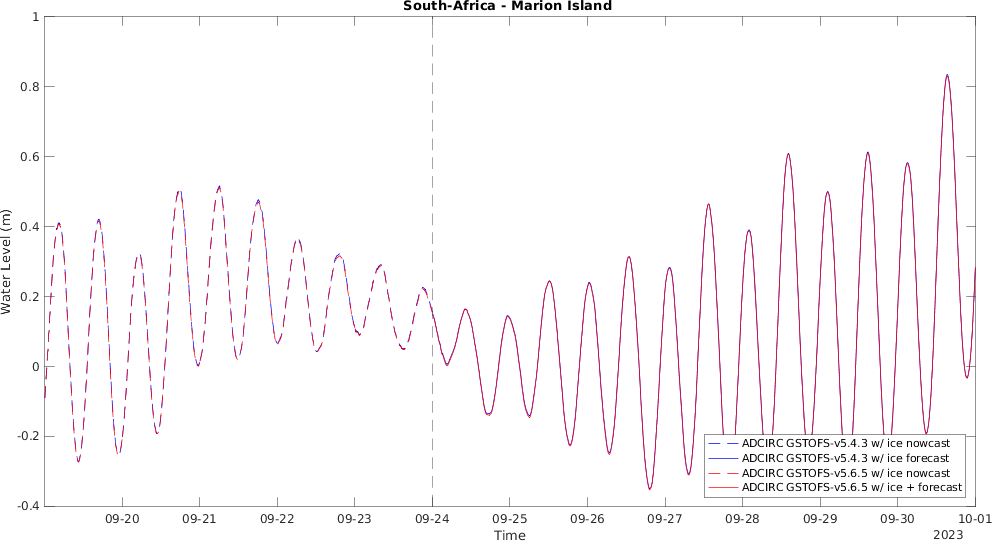 South-Africa - Marion Island
Water Level (m)
1
0.8
0.6
0.4
0.2
0
-0.2
-0.4
ADCIRC GSTOFS-v5.4.3 w/ ice nowcast
ADCIRC GSTOFS-v5.4.3 w/ ice forecast
ADCIRC GSTOFS-v5.6.5 w/ ice nowcast
ADCIRC GSTOFS-v5.6.5 w/ ice + forecast
09-20 09-21 09-22 09-23 09-24 09-25 09-26 09-27 09-28 09-29 09-30 10-01
Time
2023